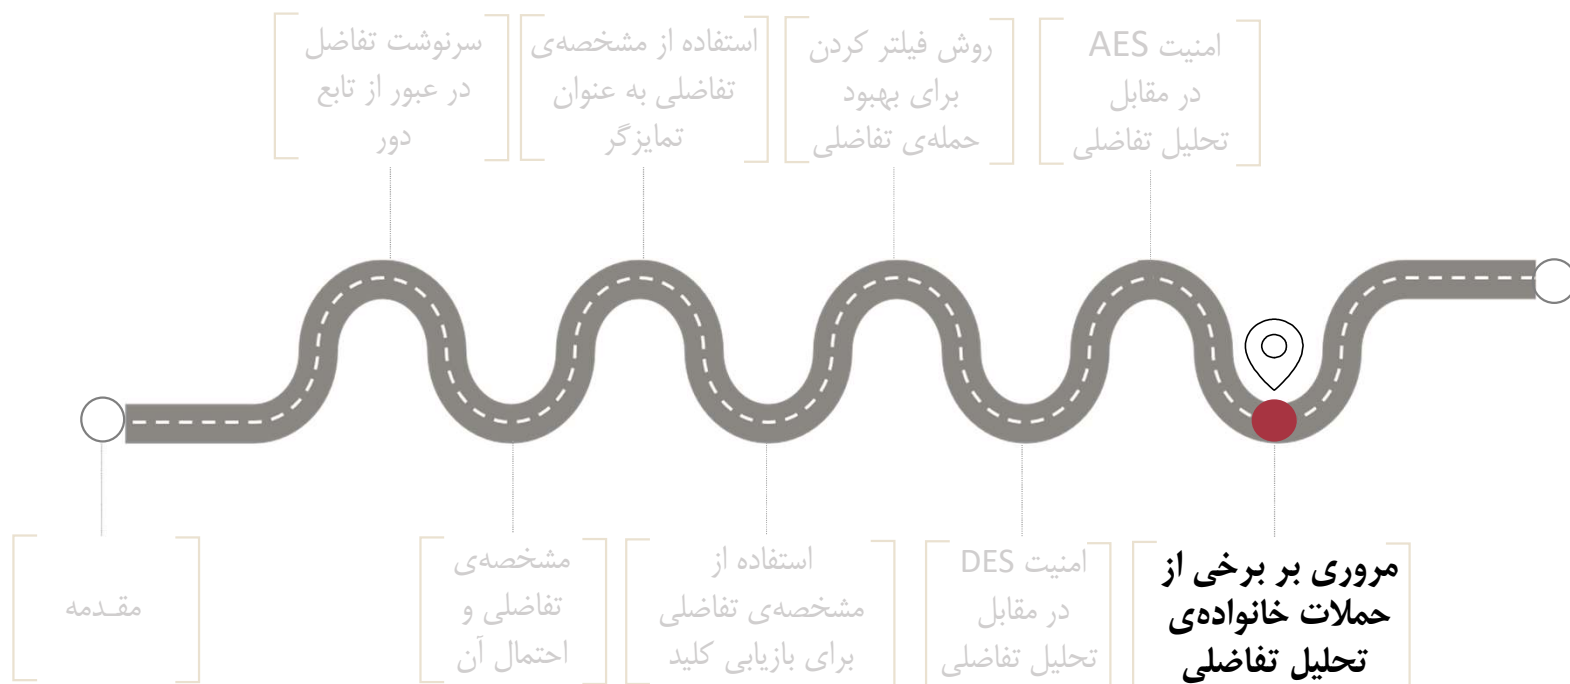 مقـدمه
سرنوشت تفاضل
در عبور از تابع
دور
مشخصه‌ی
تفاضلی و
احتمال آن
استفاده از مشخصه‌ی
تفاضلی به عنوان
تمایزگر
استفاده از
مشخصه‌ی تفاضلی
برای بازیابی کلید
روش فیلتر کردن
برای بهبود
حمله‌ی تفاضلی
امنیت DES
در مقابل
تحلیل تفاضلی
امنیت AES
در مقابل
تحلیل تفاضلی
مروری بر برخی از
حملات خانواده‌ی
تحلیل تفاضلی